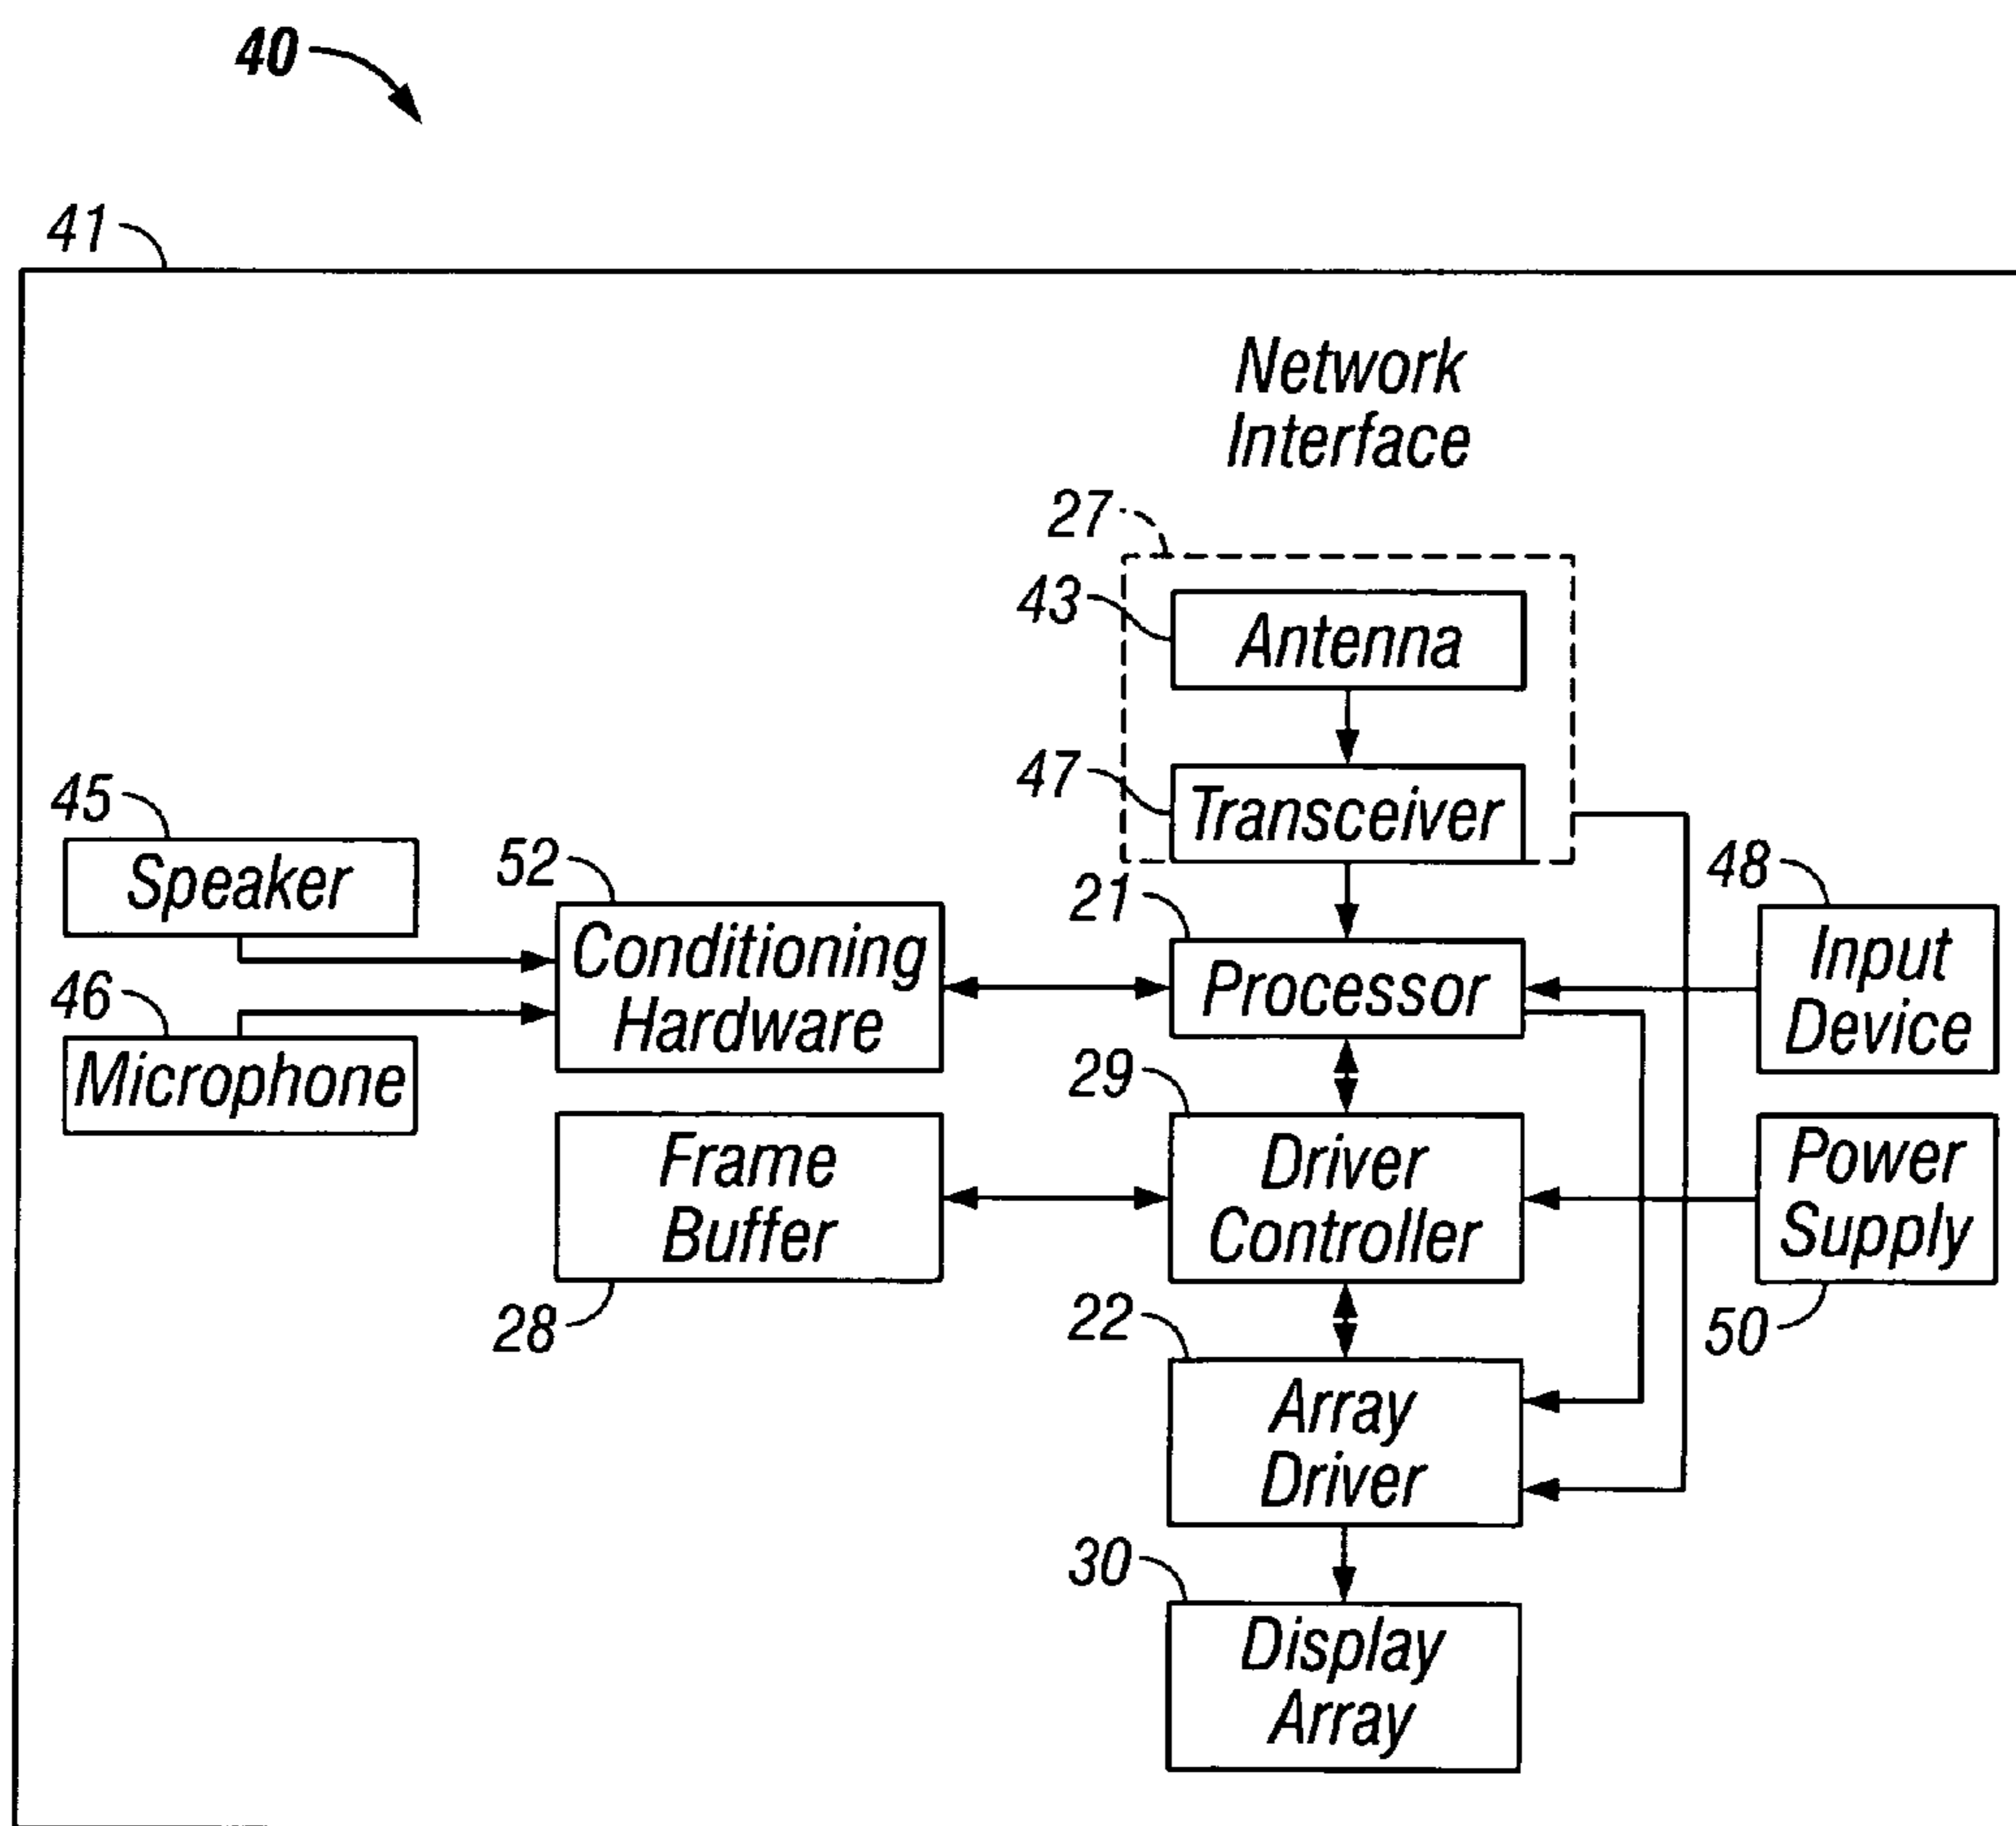 40
41
Network
Interface
27
43
Antenna
47
Transceiver
45
Speaker
52
Conditioning
Hardware
21
Processor
48
Input
Device
46
Microphone
29
Driver
Controller
Frame
Buffer
28
Power
Supply
50
22
Array
Driver
30
Display
Array